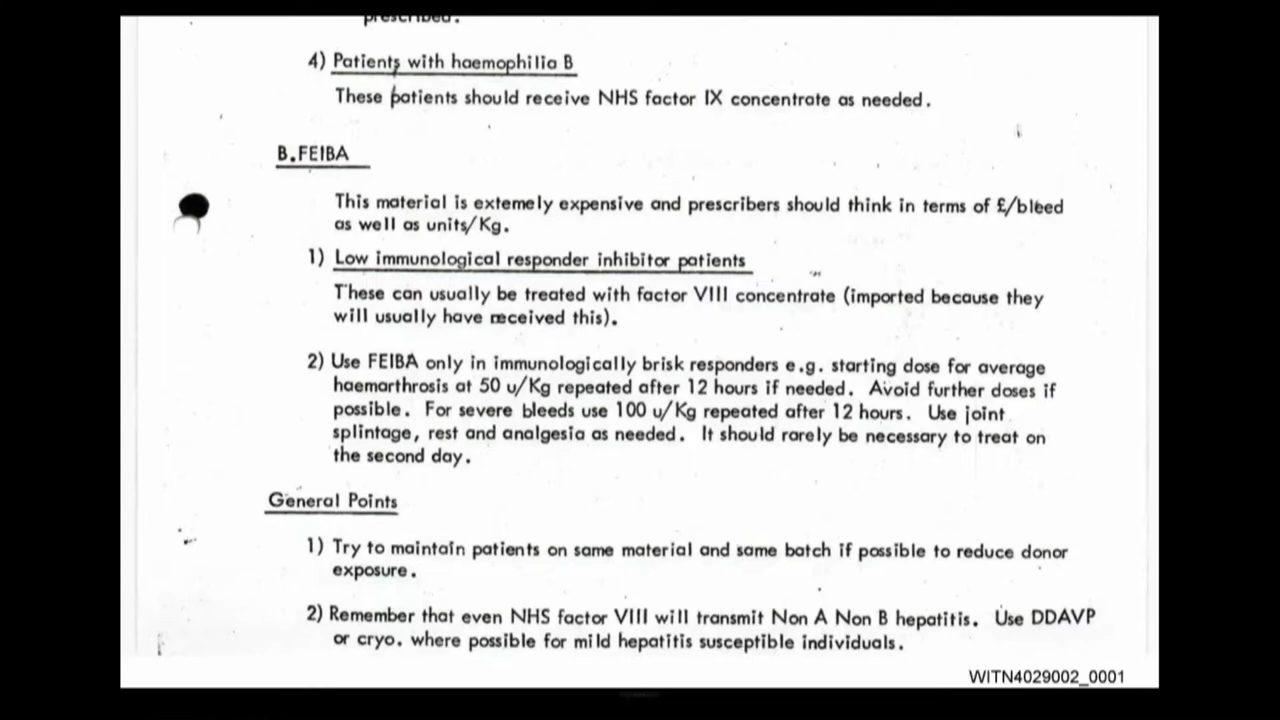 prescribed.
4) Patients with haemophilia B
These patients should receive NHS factor IX concentrate as needed.
B.FEIBA
This material is extemely expensive and prescribers should think in terms of £/bleed
as well as units/Kg.
1) Low immunological responder inhibitor patients
These can usually be treated with factor VIII concentrate (imported because they
will usually have received this).
2) Use FEIBA only in immunologically brisk responders e.g. starting dose for average
haemarthrosis at 50 u/Kg repeated after 12 hours if needed. Avoid further doses if
possible. For severe bleeds use 100 u/Kg repeated after 12 hours. Use joint
splintage, rest and analgesia as needed. It should rarely be necessary to treat on
the second day.
General Points
1) Try to maintain patients on same material and same batch if possible to reduce donor
exposure.
2) Remember that even NHS factor VIII will transmit Non A Non B hepatitis. Use DDAVP
or cryo. where possible for mild hepatitis susceptible individuals.
WITN4029002_0001